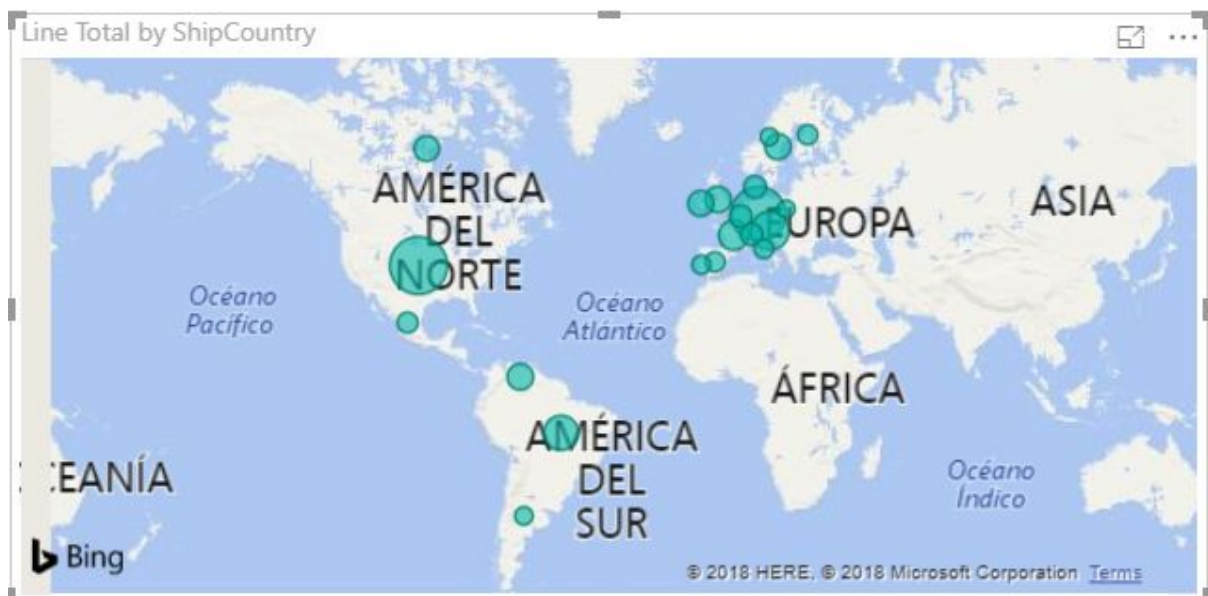 Line Total by ShipCountry
AMÉRICA
DEL
NORTE
EUROPA
ASIA
Océano
Pacífico
Océano
Atlántico
ÁFRICA
AMÉRICA
DEL
SUR
CEANÍA
Océano
Índico
Bing
© 2018 HERE, © 2018 Microsoft Corporation Terms